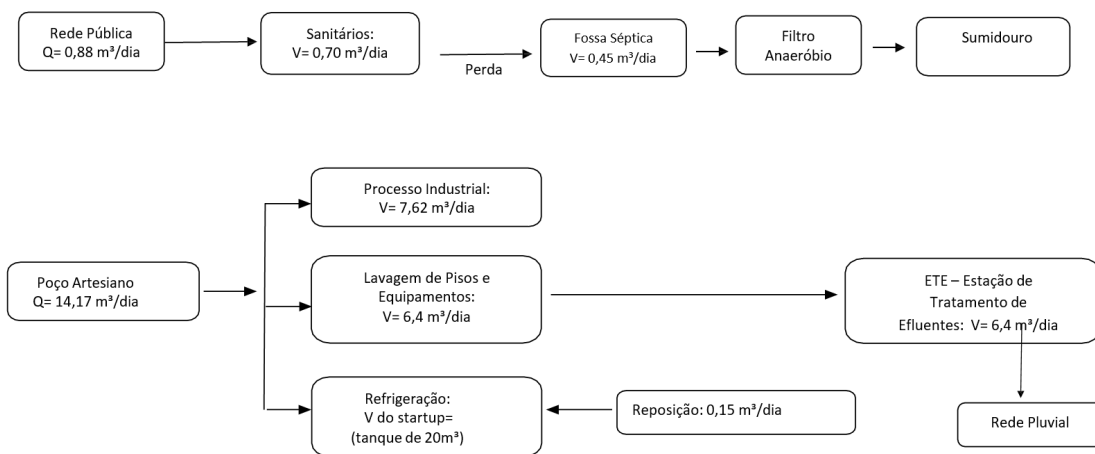 Rede Pública
Q= 0,88 m³/dia
Sanitários:
V= 0,70 m³/dia
Perda
Fossa Séptica
V= 0,45 m³/dia
Filtro
Anaeróbio
Sumidouro
Poço Artesiano
Q= 14,17 m³/dia
Processo Industrial:
V= 7,62 m³/dia
Lavagem de Pisos e
Equipamentos:
V= 6,4 m³/dia
ETE – Estação de
Tratamento de
Efluentes: V= 6,4 m³/dia
Refrigeração:
V do startup=
(tanque de 20m³)
Reposição: 0,15 m³/dia
Rede Pluvial